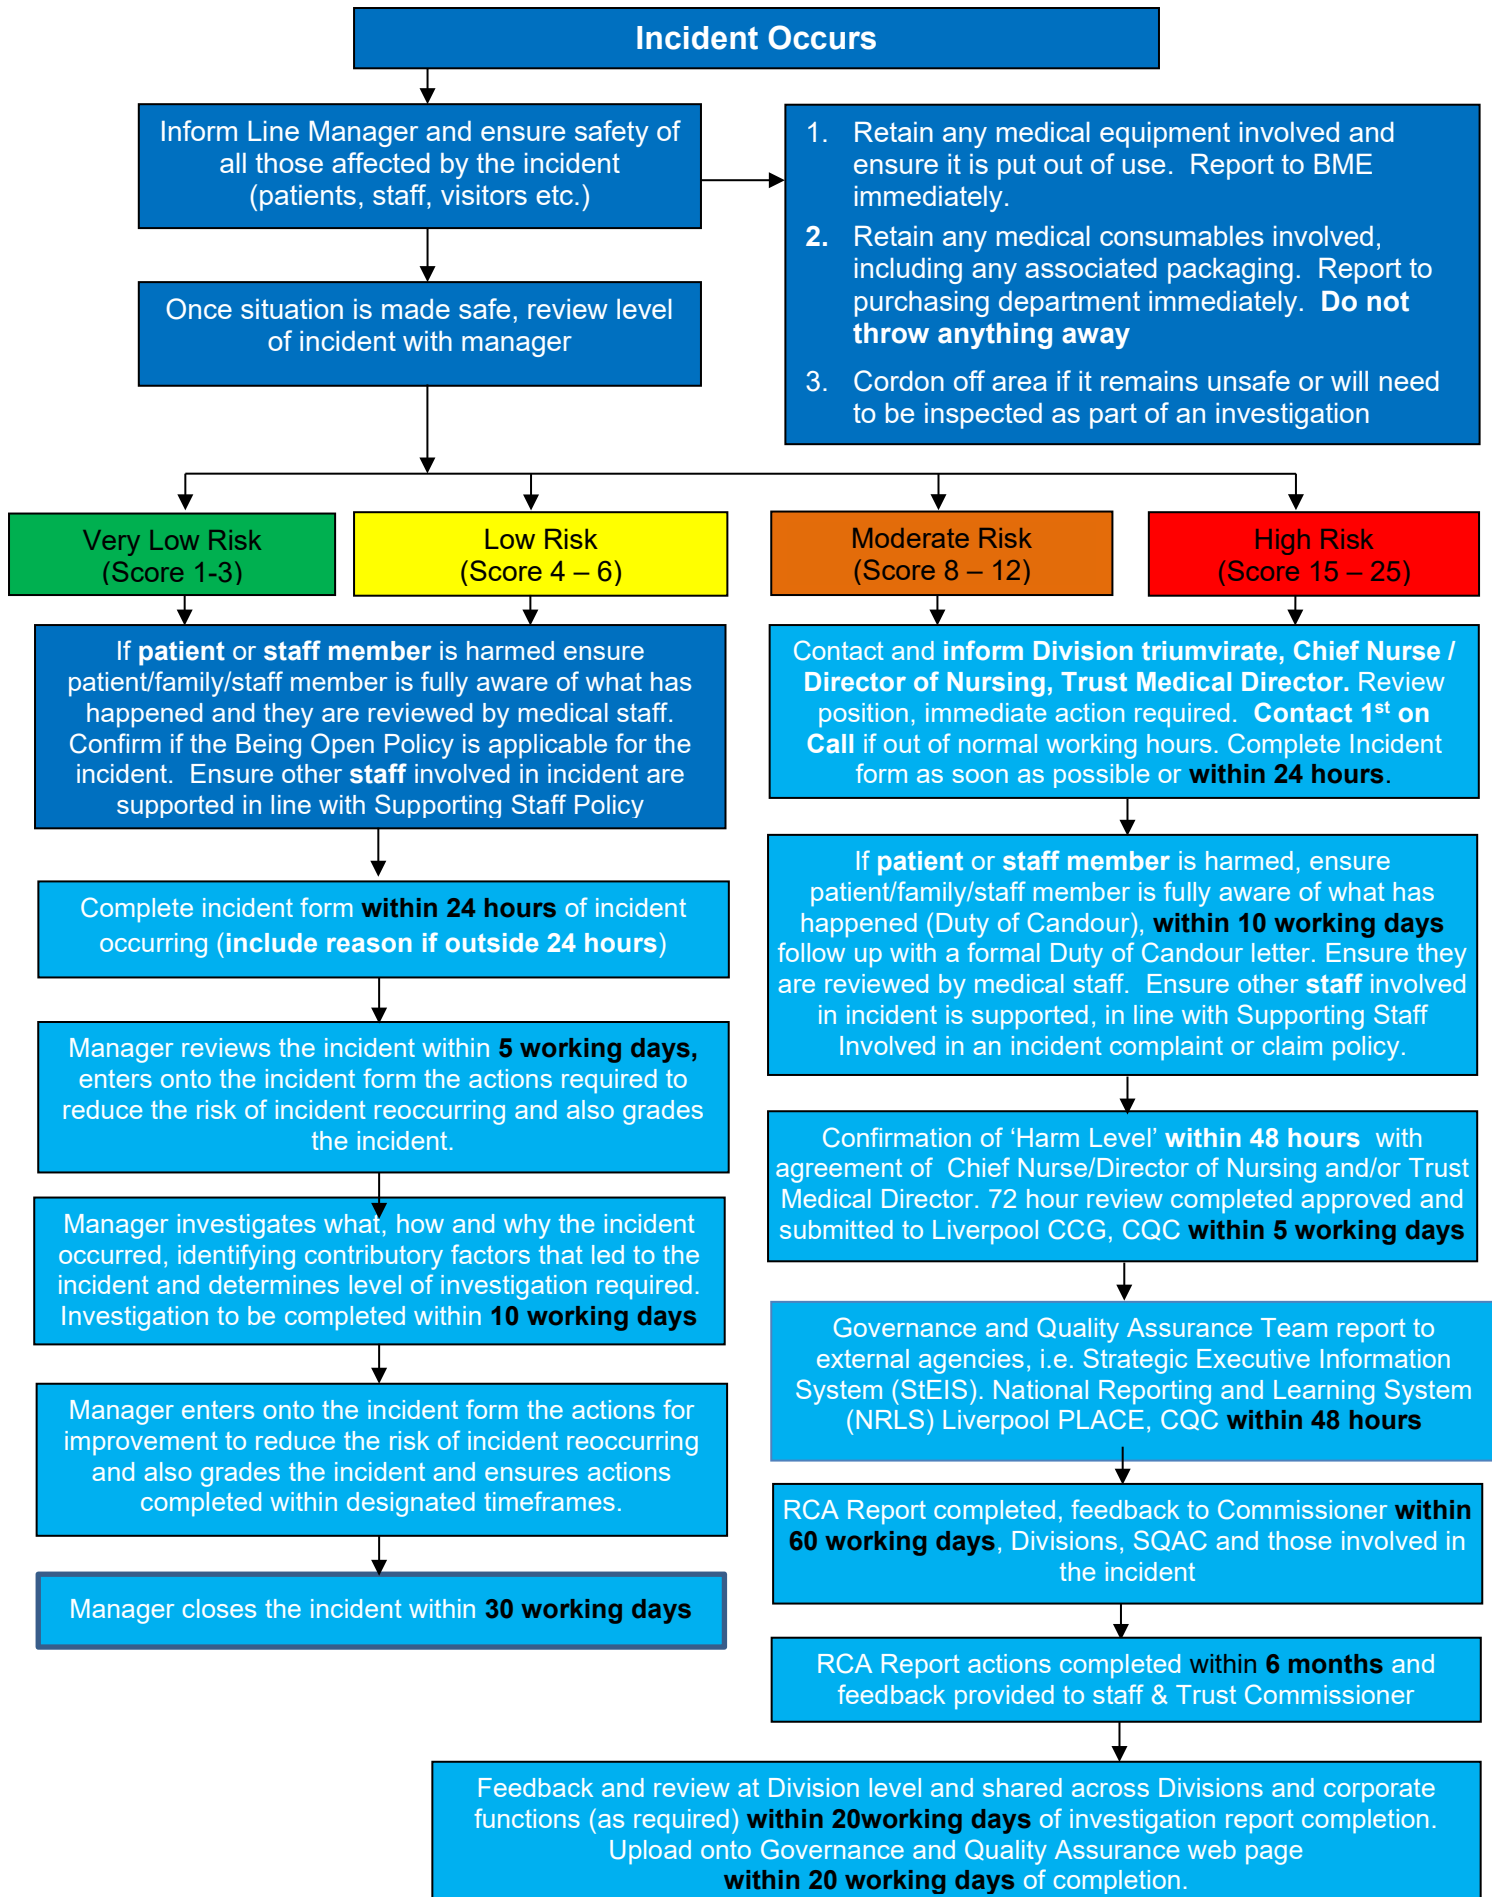 Incident Occurs
Inform Line Manager and ensure safety of
all those affected by the incident
(patients, staff, visitors etc.)
1. Retain any medical equipment involved and
ensure it is put out of use. Report to BME
immediately.
2. Retain any medical consumables involved,
including any associated packaging. Report to
purchasing department immediately. Do not
throw anything away
3. Cordon off area if it remains unsafe or will need
to be inspected as part of an investigation
Once situation is made safe, review level
of incident with manager
Very Low Risk
(Score 1-3)
Low Risk
(Score 4 – 6)
Moderate Risk
(Score 8 – 12)
High Risk
(Score 15 – 25)
If patient or staff member is harmed ensure
patient/family/staff member is fully aware of what has
happened and they are reviewed by medical staff.
Confirm if the Being Open Policy is applicable for the
incident. Ensure other staff involved in incident are
supported in line with Supporting Staff Policy
Complete incident form within 24 hours of incident
occurring (include reason if outside 24 hours)
Manager reviews the incident within 5 working days,
enters onto the incident form the actions required to
reduce the risk of incident reoccurring and also grades
the incident.
Manager investigates what, how and why the incident
occurred, identifying contributory factors that led to the
incident and determines level of investigation required.
Investigation to be completed within 10 working days
Manager enters onto the incident form the actions for
improvement to reduce the risk of incident reoccurring
and also grades the incident and ensures actions
completed within designated timeframes.
Manager closes the incident within 30 working days
Contact and inform Division triumvirate, Chief Nurse /
Director of Nursing, Trust Medical Director. Review
position, immediate action required. Contact 1st on
Call if out of normal working hours. Complete Incident
form as soon as possible or within 24 hours.
If patient or staff member is harmed, ensure
patient/family/staff member is fully aware of what has
happened (Duty of Candour), within 10 working days
follow up with a formal Duty of Candour letter. Ensure they
are reviewed by medical staff. Ensure other staff involved
in incident is supported, in line with Supporting Staff
Involved in an incident complaint or claim policy.
Confirmation of ‘Harm Level’ within 48 hours with
agreement of Chief Nurse/Director of Nursing and/or Trust
Medical Director. 72 hour review completed approved and
submitted to Liverpool CCG, CQC within 5 working days
Governance and Quality Assurance Team report to
external agencies, i.e. Strategic Executive Information
System (StEIS). National Reporting and Learning System
(NRLS) Liverpool PLACE, CQC within 48 hours
RCA Report completed, feedback to Commissioner within
60 working days, Divisions, SQAC and those involved in
the incident
RCA Report actions completed within 6 months and
feedback provided to staff & Trust Commissioner
Feedback and review at Division level and shared across Divisions and corporate
functions (as required) within 20working days of investigation report completion.
Upload onto Governance and Quality Assurance web page
within 20 working days of completion.